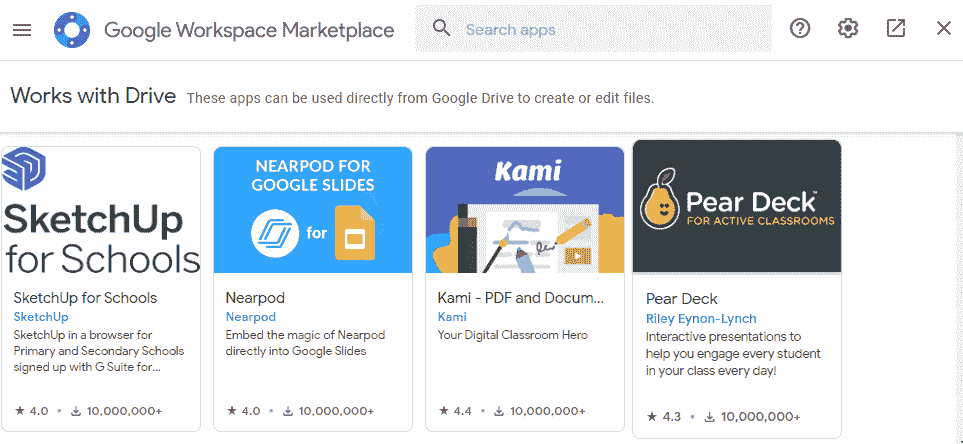 Google Workspace Marketplace
Search apps
Works with Drive These apps can be used directly from Google Drive to create or edit files.
SketchUp
for Schools
SketchUp for Schools
SketchUp
SketchUp in a browser for
Primary and Secondary Schools
signed up with G Suite for...
4.0 • 10,000,000+
NEARPOD FOR
GOOGLE SLIDES
for
Nearpod
Nearpod
Embed the magic of Nearpod
directly into Google Slides
4.0 • 10,000,000+
Kami
Kami - PDF and Docum...
Kami
Your Digital Classroom Hero
4.4 • 10,000,000+
Pear Deck™
FOR ACTIVE CLASSROOMS
Pear Deck
Riley Eynon-Lynch
Interactive presentations to
help you engage every student
in your class every day!
4.3 • 10,000,000+